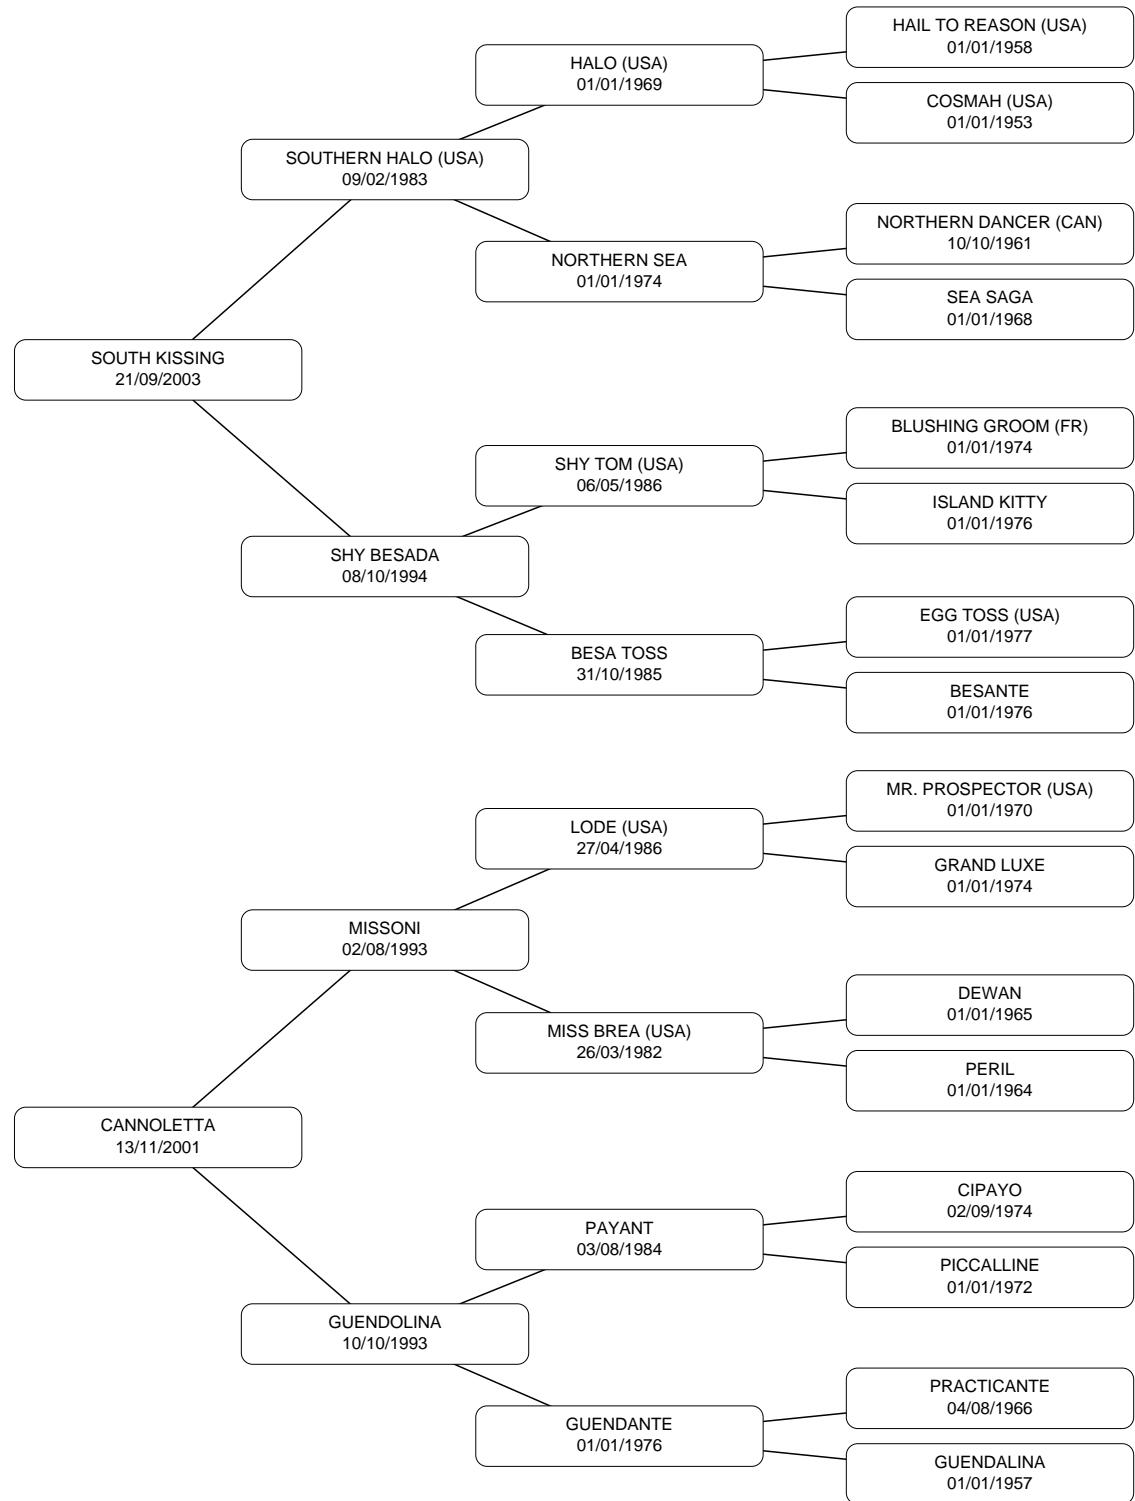 HAIL TO REASON (USA)
01/01/1958
HALO (USA)
01/01/1969
COSMAH (USA)
01/01/1953
SOUTHERN HALO (USA)
09/02/1983
NORTHERN DANCER (CAN)
10/10/1961
NORTHERN SEA
01/01/1974
SEA SAGA
01/01/1968
SOUTH KISSING
21/09/2003
BLUSHING GROOM (FR)
01/01/1974
SHY TOM (USA)
06/05/1986
ISLAND KITTY
01/01/1976
SHY BESADA
08/10/1994
EGG TOSS (USA)
01/01/1977
BESA TOSS
31/10/1985
BESANTE
01/01/1976
MR. PROSPECTOR (USA)
01/01/1970
LODE (USA)
27/04/1986
GRAND LUXE
01/01/1974
MISSONI
02/08/1993
DEWAN
01/01/1965
MISS BREA (USA)
26/03/1982
PERIL
01/01/1964
CANNOLETTA
13/11/2001
CIPAYO
02/09/1974
PAYANT
03/08/1984
PICCALLINE
01/01/1972
GUENDOLINA
10/10/1993
PRACTICANTE
04/08/1966
GUENDANTE
01/01/1976
GUENDALINA
01/01/1957